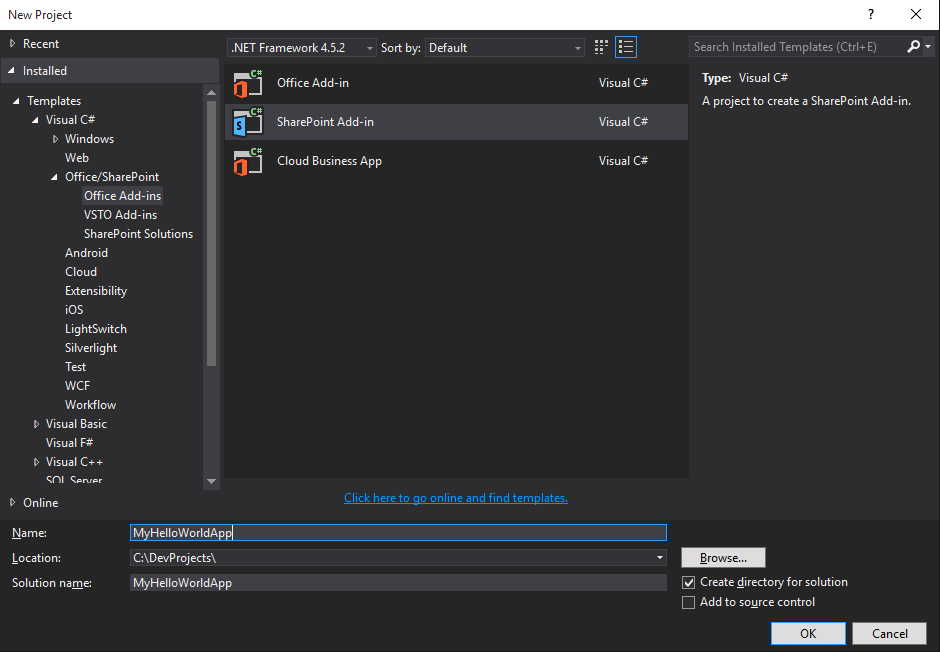 New Project
?
Recent
.NET Framework 4.5.2 Sort by: Default
Search Installed Templates (Ctrl+E)
Installed
Templates
Visual C#
Windows
Web
Office/SharePoint
Office Add-ins
VSTO Add-ins
SharePoint Solutions
Android
Cloud
Extensibility
iOS
LightSwitch
Silverlight
Test
WCF
Workflow
Visual Basic
Visual F#
Visual C++
SQL Server
Online
C# Office Add-in Visual C#
C# S SharePoint Add-in Visual C#
C# Cloud Business App Visual C#
Click here to go online and find templates.
Type: Visual C#
A project to create a SharePoint Add-in.
Name: MyHelloWorldApp
Location: C:\DevProjects\ Browse...
Solution name: MyHelloWorldApp
Create directory for solution
Add to source control
OK Cancel